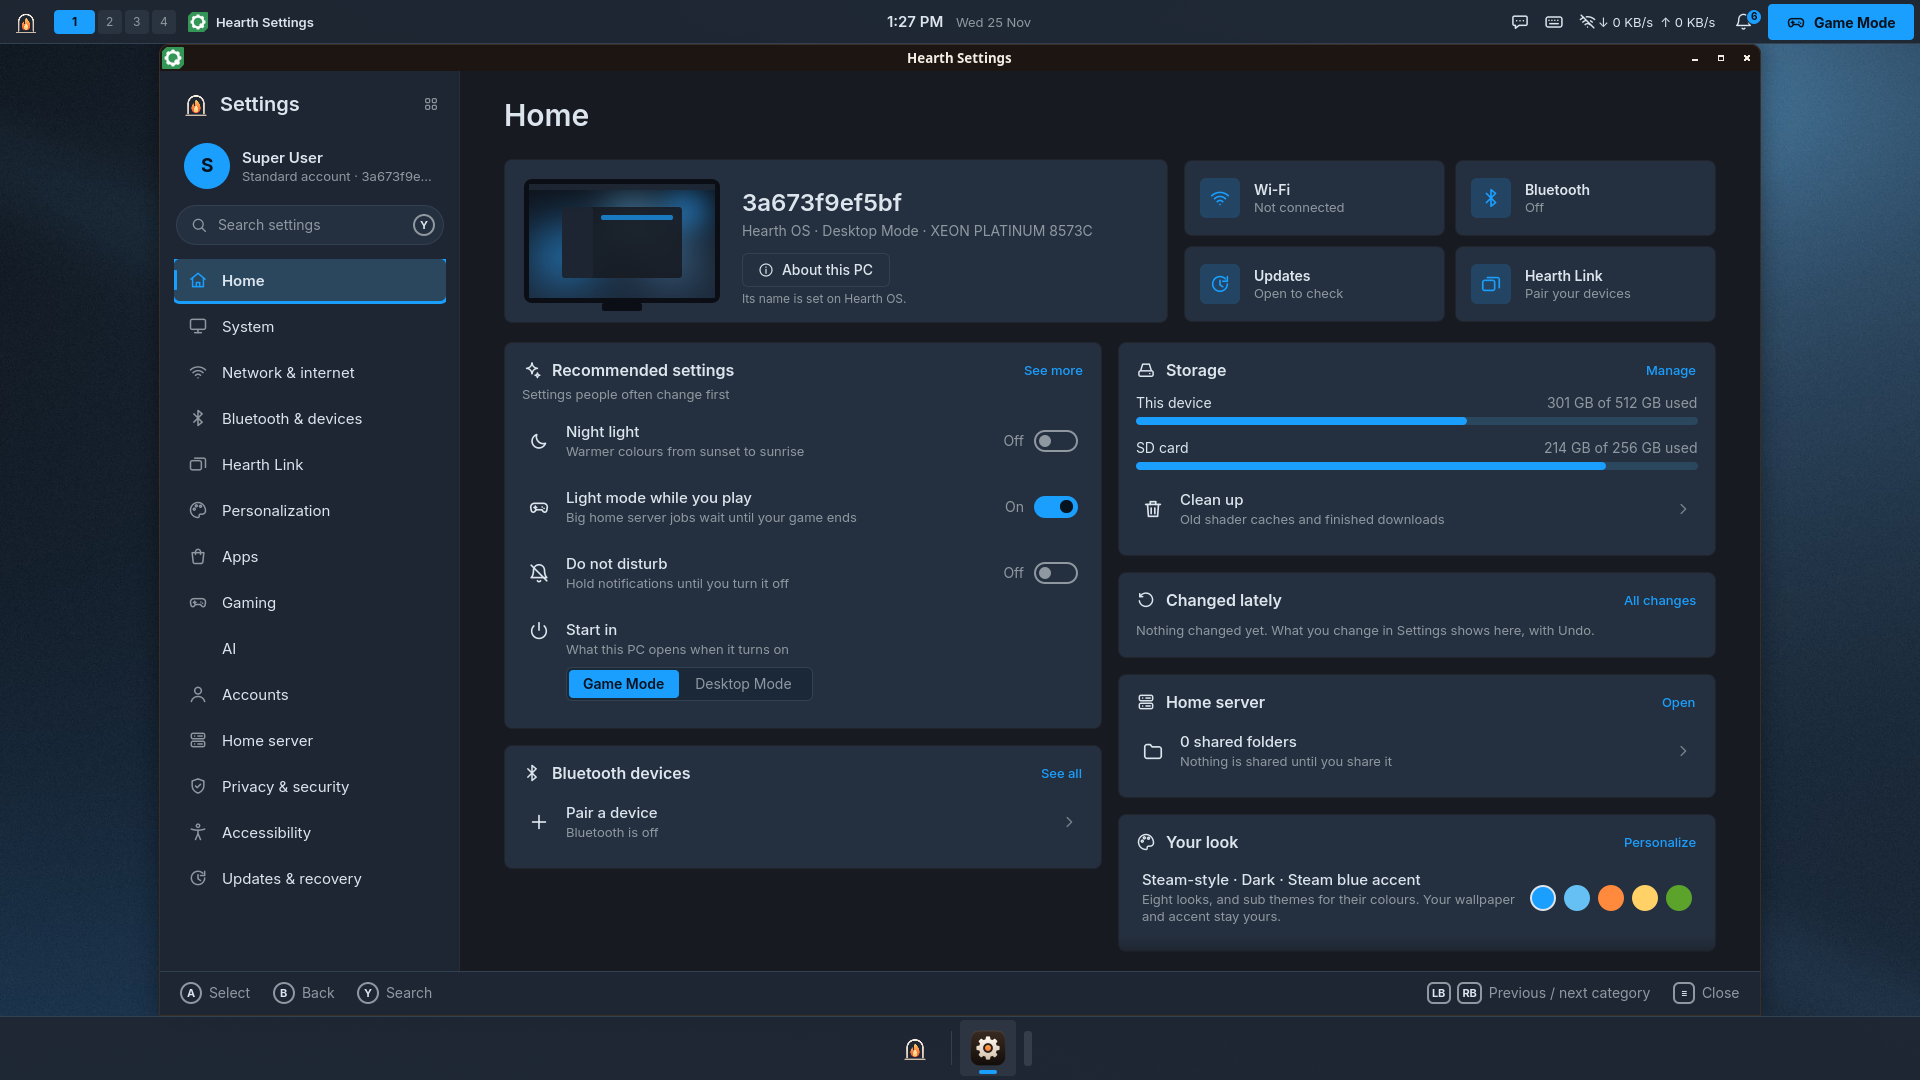 1 2 3 4 Hearth Settings
1:27 PM Wed 25 Nov
↓ 0 KB/s ↑ 0 KB/s
6
Game Mode
Hearth Settings
Settings
S
Super User
Standard account · 3a673f9e...
Search settings Y
Home
System
Network & internet
Bluetooth & devices
Hearth Link
Personalization
Apps
Gaming
AI
Accounts
Home server
Privacy & security
Accessibility
Updates & recovery
Home
3a673f9ef5bf
Hearth OS · Desktop Mode · XEON PLATINUM 8573C
About this PC
Its name is set on Hearth OS.
Wi-Fi
Not connected
Bluetooth
Off
Updates
Open to check
Hearth Link
Pair your devices
Recommended settings See more
Settings people often change first
Night light
Warmer colours from sunset to sunrise
Off
Light mode while you play
Big home server jobs wait until your game ends
On
Do not disturb
Hold notifications until you turn it off
Off
Start in
What this PC opens when it turns on
Game Mode Desktop Mode
Bluetooth devices See all
Pair a device
Bluetooth is off
Storage Manage
This device 301 GB of 512 GB used
SD card 214 GB of 256 GB used
Clean up
Old shader caches and finished downloads
Changed lately All changes
Nothing changed yet. What you change in Settings shows here, with Undo.
Home server Open
0 shared folders
Nothing is shared until you share it
Your look Personalize
Steam-style · Dark · Steam blue accent
Eight looks, and sub themes for their colours. Your wallpaper
and accent stay yours.
A Select B Back Y Search
LB RB Previous / next category ≡ Close